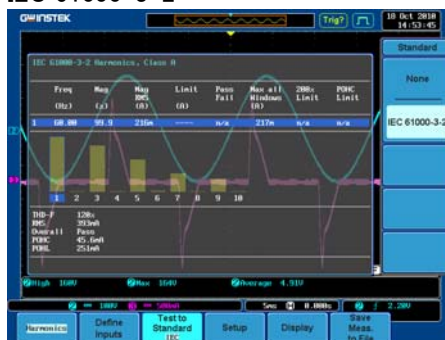 GWINSTEK Trig? 18 Oct 2018
14:53:45
IEC 61000-3-2 Harmonics, Class A
Freq Mag Mag Limit Pass Max all 200% POHC
RMS Fail Windows Limit Limit
(Hz) (%) (A) (A) (A)
1 60.00 99.9 216m ---- n/a 217m n/a n/a
1 2 3 4 5 6 7 8 9 10
THD-F 120%
RMS 393mA
Overall Pass
POHC 45.6mA
POHL 251mA
High 160V Max 164V Average 4.91V
100V 500mA 5ms 0.000s 2.20V
Harmonics
Define
Inputs
Test to
Standard
IEC
Setup
Display
Save
Meas.
to File
Standard
None
IEC 61000-3-2